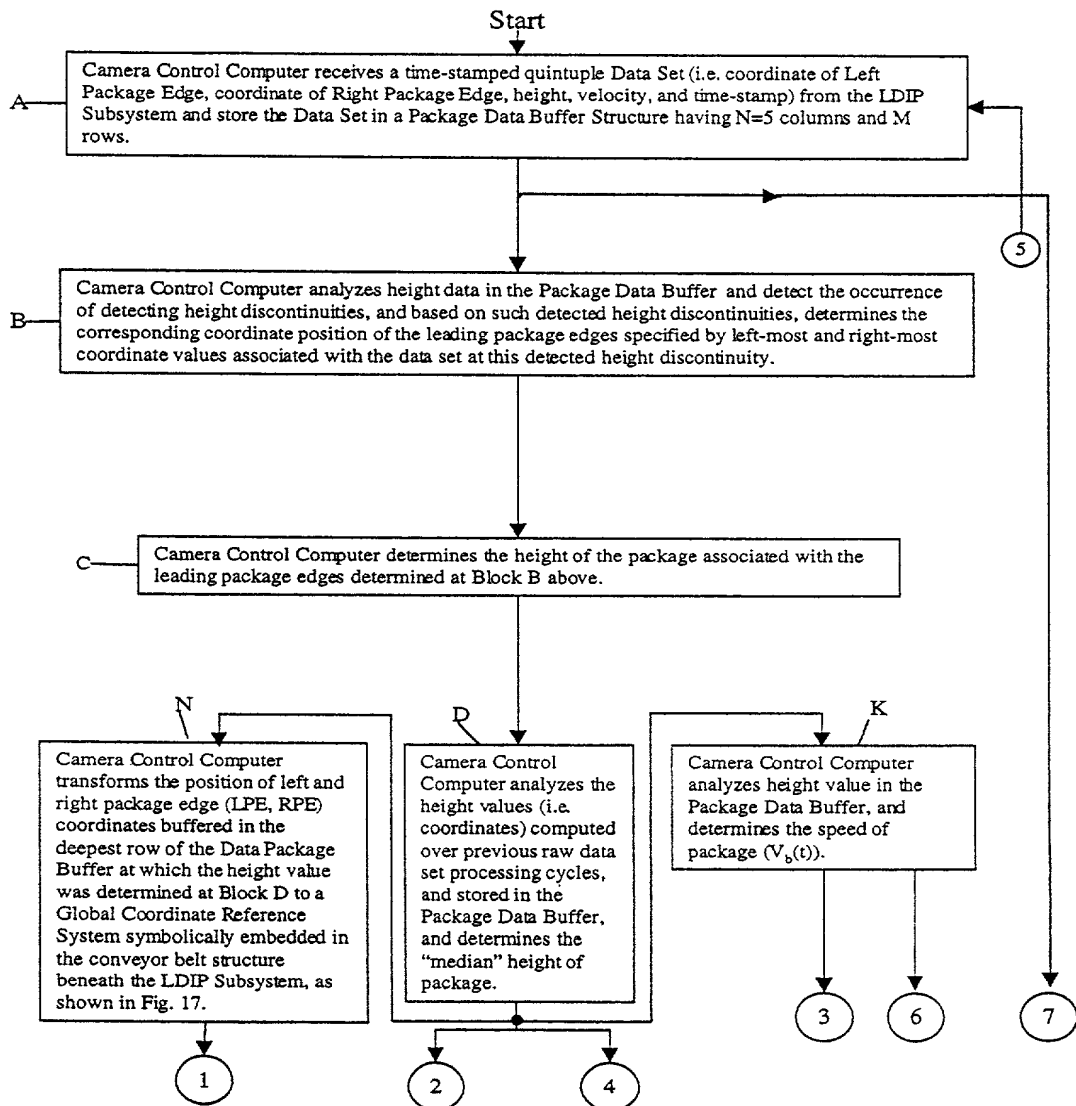 Start
A
Camera Control Computer receives a time-stamped quintuple Data Set (i.e. coordinate of Left
Package Edge, coordinate of Right Package Edge, height, velocity, and time-stamp) from the LDIP
Subsystem and store the Data Set in a Package Data Buffer Structure having N=5 columns and M
rows.
5
B
Camera Control Computer analyzes height data in the Package Data Buffer and detect the occurrence
of detecting height discontinuities, and based on such detected height discontinuities, determines the
corresponding coordinate position of the leading package edges specified by left-most and right-most
coordinate values associated with the data set at this detected height discontinuity.
C
Camera Control Computer determines the height of the package associated with the
leading package edges determined at Block B above.
N
Camera Control Computer
transforms the position of left and
right package edge (LPE, RPE)
coordinates buffered in the
deepest row of the Data Package
Buffer at which the height value
was determined at Block D to a
Global Coordinate Reference
System symbolically embedded in
the conveyor belt structure
beneath the LDIP Subsystem, as
shown in Fig. 17.
D
Camera Control
Computer analyzes the
height values (i.e.
coordinates) computed
over previous raw data
set processing cycles,
and stored in the
Package Data Buffer,
and determines the
“median” height of
package.
K
Camera Control Computer
analyzes height value in the
Package Data Buffer, and
determines the speed of
package (V_b(t)).
1
2
4
3
6
7